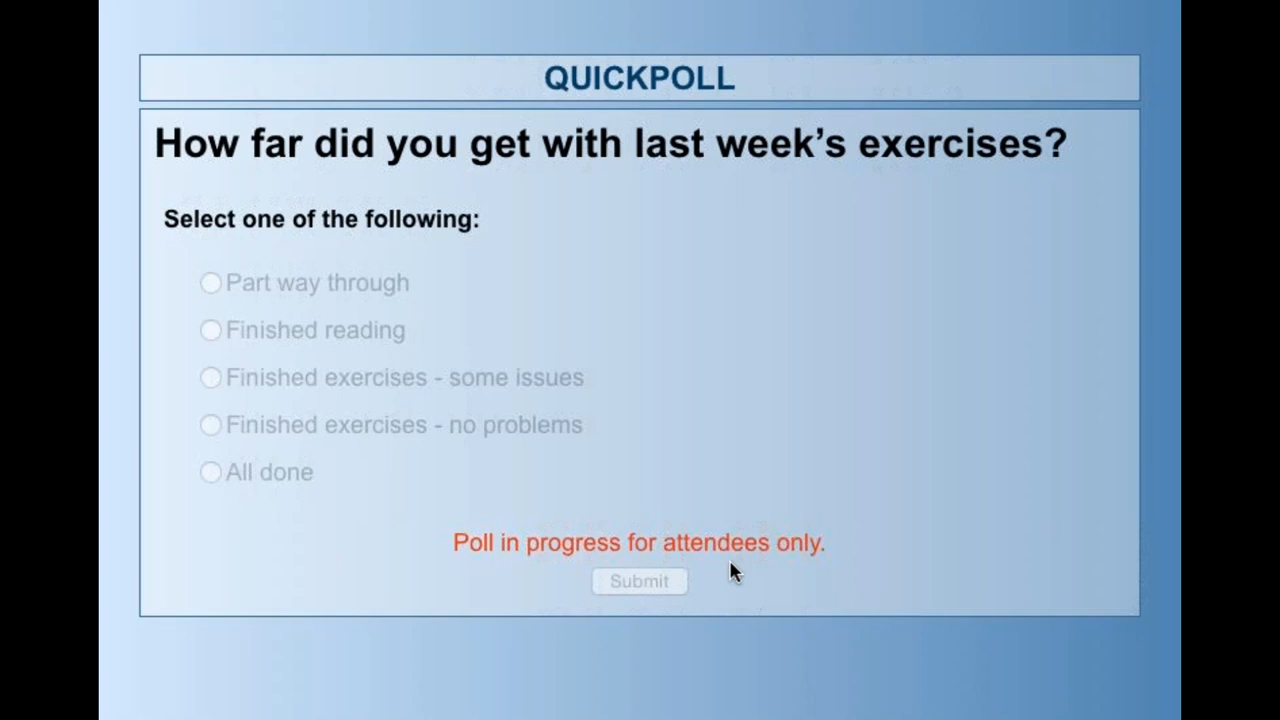 QUICKPOLL
How far did you get with last week’s exercises?
Select one of the following:
Part way through
Finished reading
Finished exercises - some issues
Finished exercises - no problems
All done
Poll in progress for attendees only.
Submit